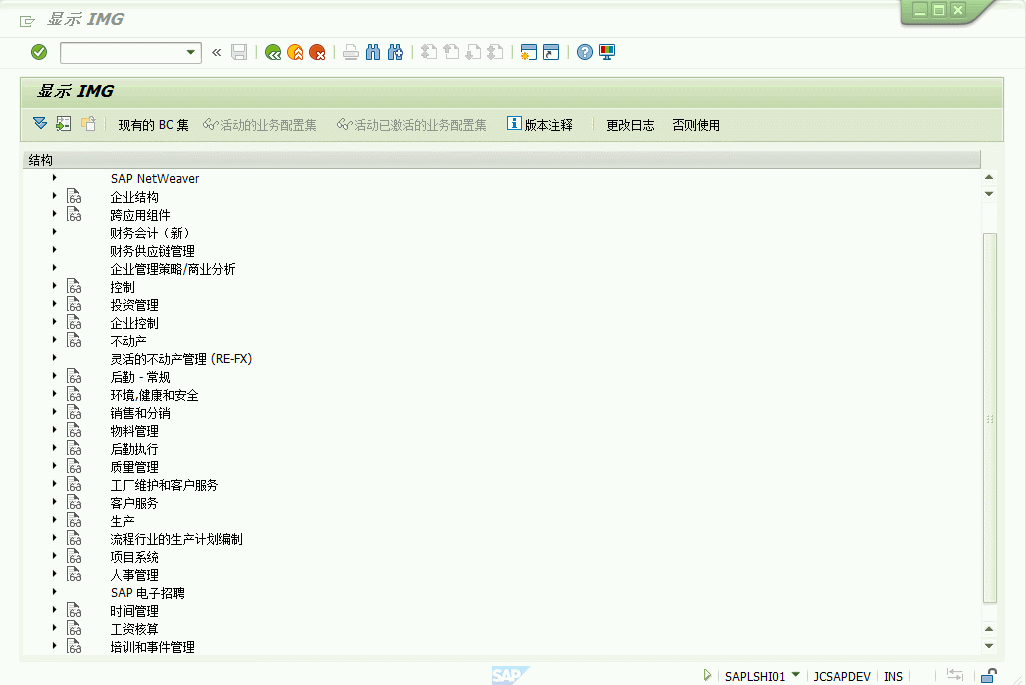 显示 IMG
显示 IMG
现有的 BC 集 活动的业务配置集 活动已激活的业务配置集 版本注释 更改日志 否则使用
结构
SAP NetWeaver
企业结构
跨应用组件
财务会计（新）
财务供应链管理
企业管理策略/商业分析
控制
投资管理
企业控制
不动产
灵活的不动产管理 (RE-FX)
后勤 - 常规
环境,健康和安全
销售和分销
物料管理
后勤执行
质量管理
工厂维护和客户服务
客户服务
生产
流程行业的生产计划编制
项目系统
人事管理
SAP 电子招聘
时间管理
工资核算
培训和事件管理
SAP SAPLSHI01 JCSAPDEV INS